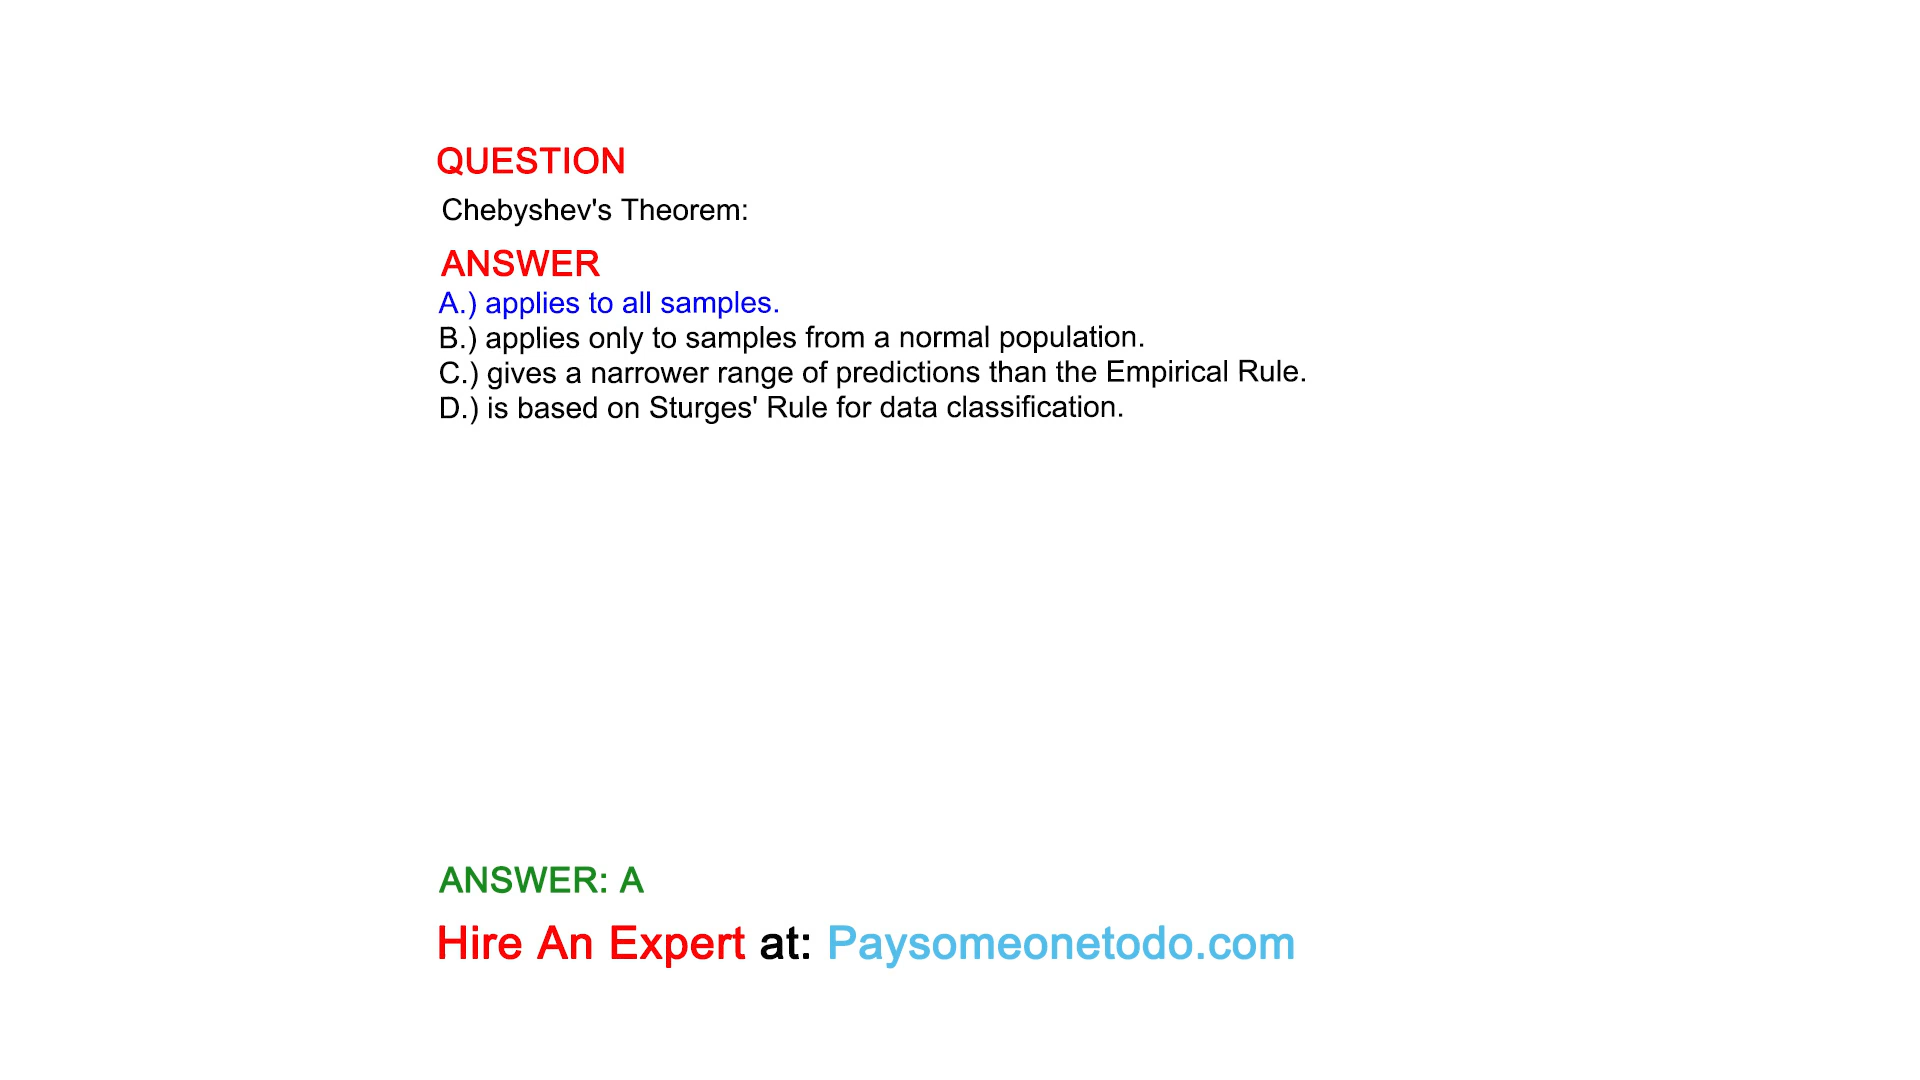 QUESTION
Chebyshev's Theorem:
ANSWER
A.) applies to all samples.
B.) applies only to samples from a normal population.
C.) gives a narrower range of predictions than the Empirical Rule.
D.) is based on Sturges' Rule for data classification.
ANSWER: A
Hire An Expert at: Paysomeonetodo.com